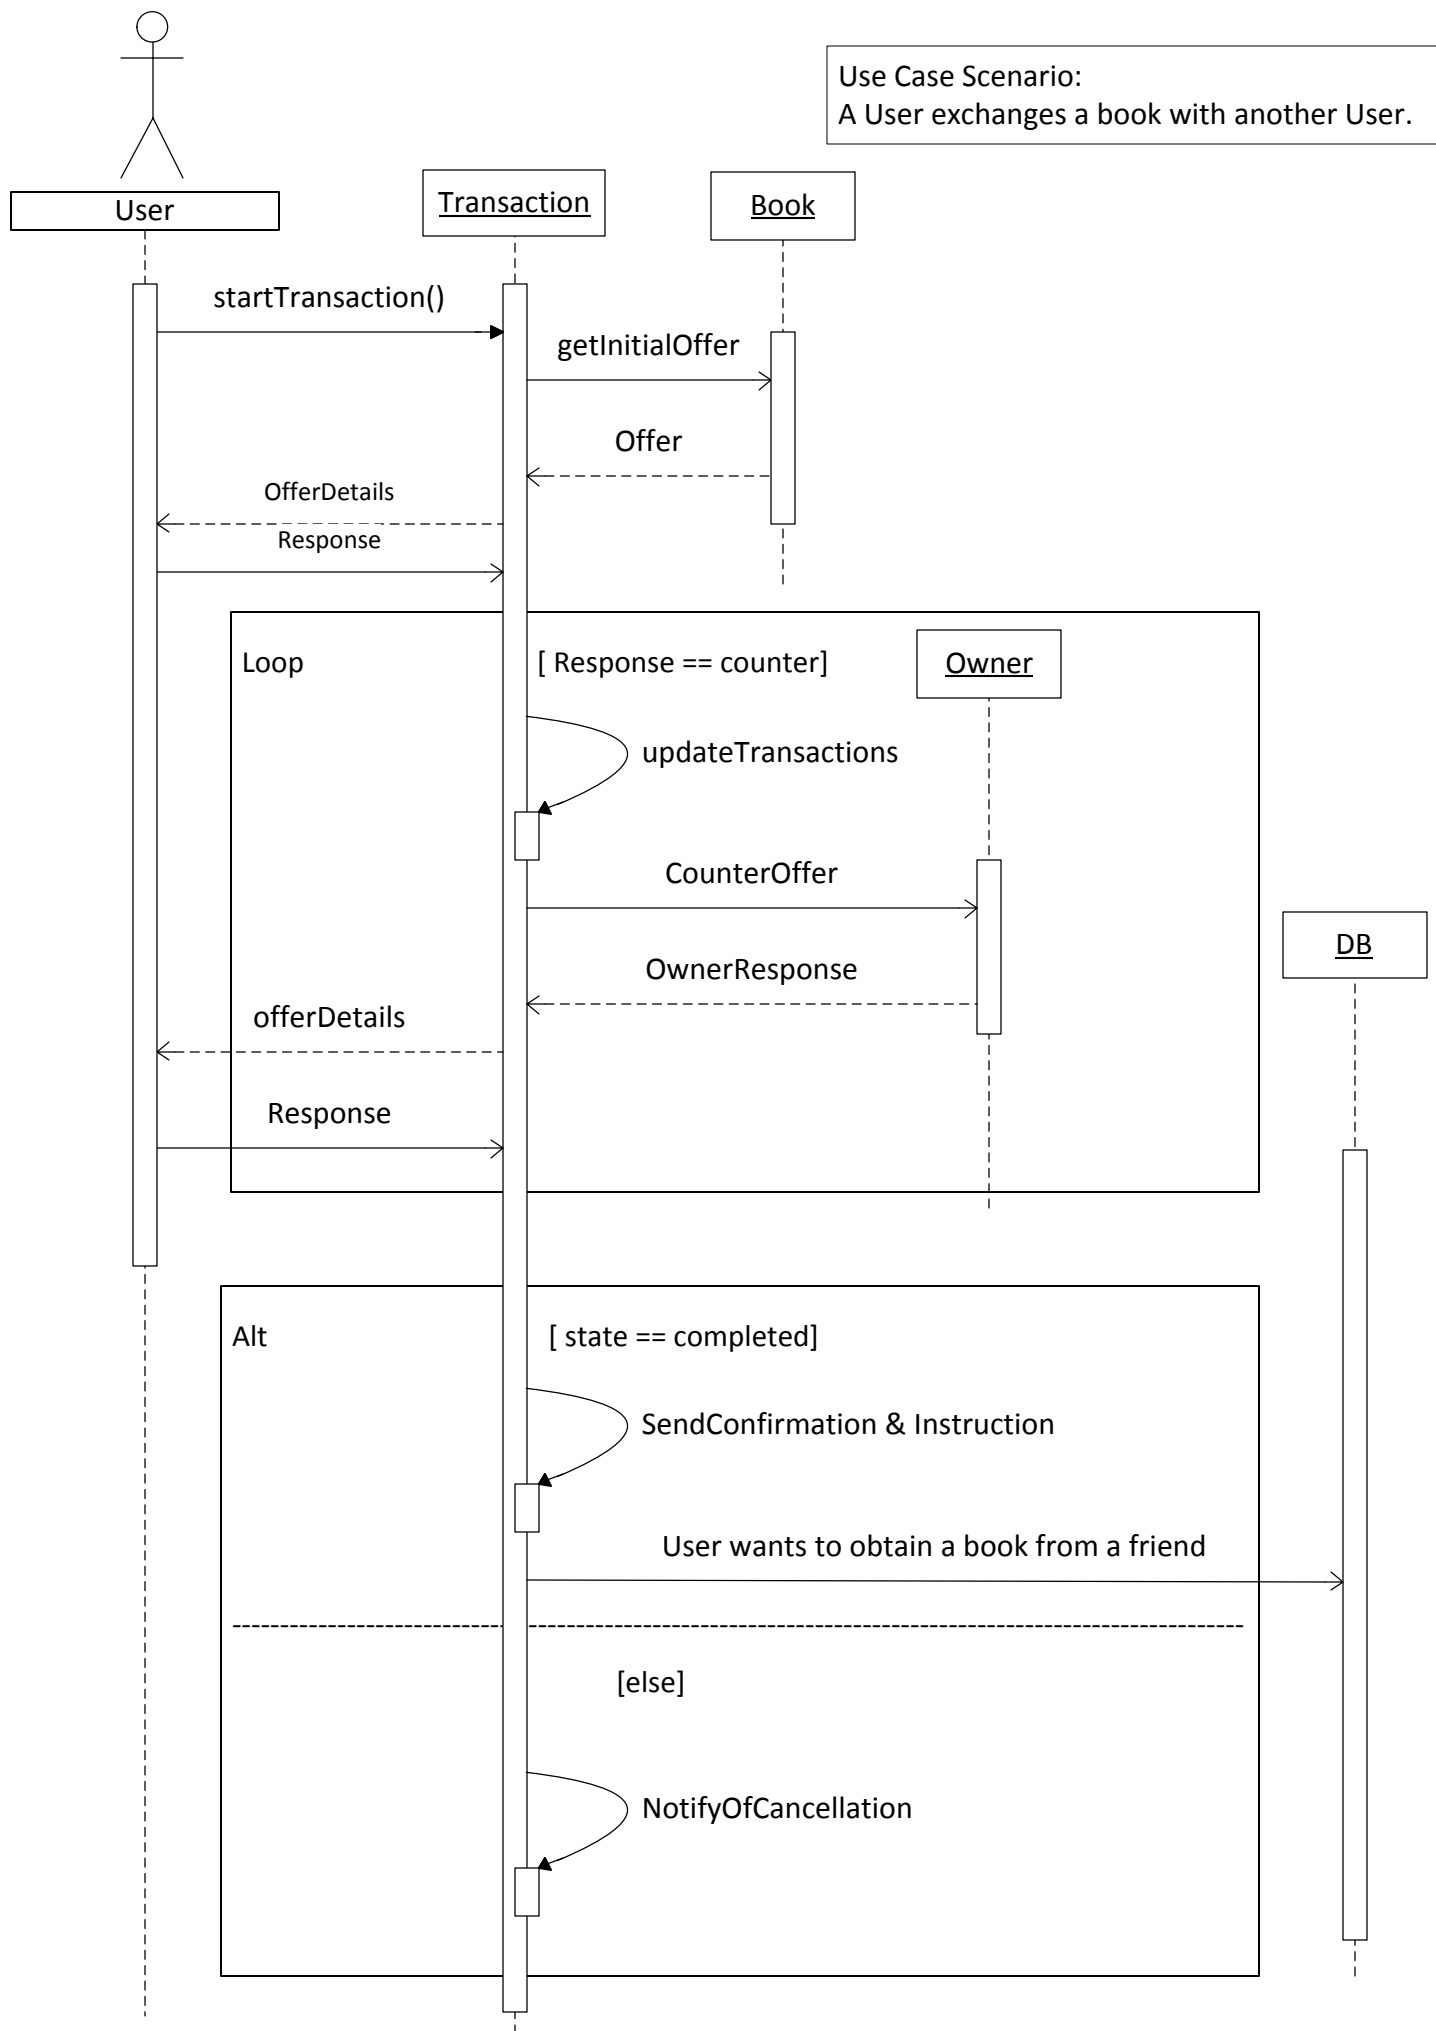 Use Case Scenario:
A User exchanges a book with another User.
User
Transaction
Book
startTransaction()
getInitialOffer
Offer
OfferDetails
Response
Loop
[ Response == counter]
Owner
updateTransactions
CounterOffer
DB
OwnerResponse
offerDetails
Response
Alt
[ state == completed]
SendConfirmation & Instruction
User wants to obtain a book from a friend
[else]
NotifyOfCancellation